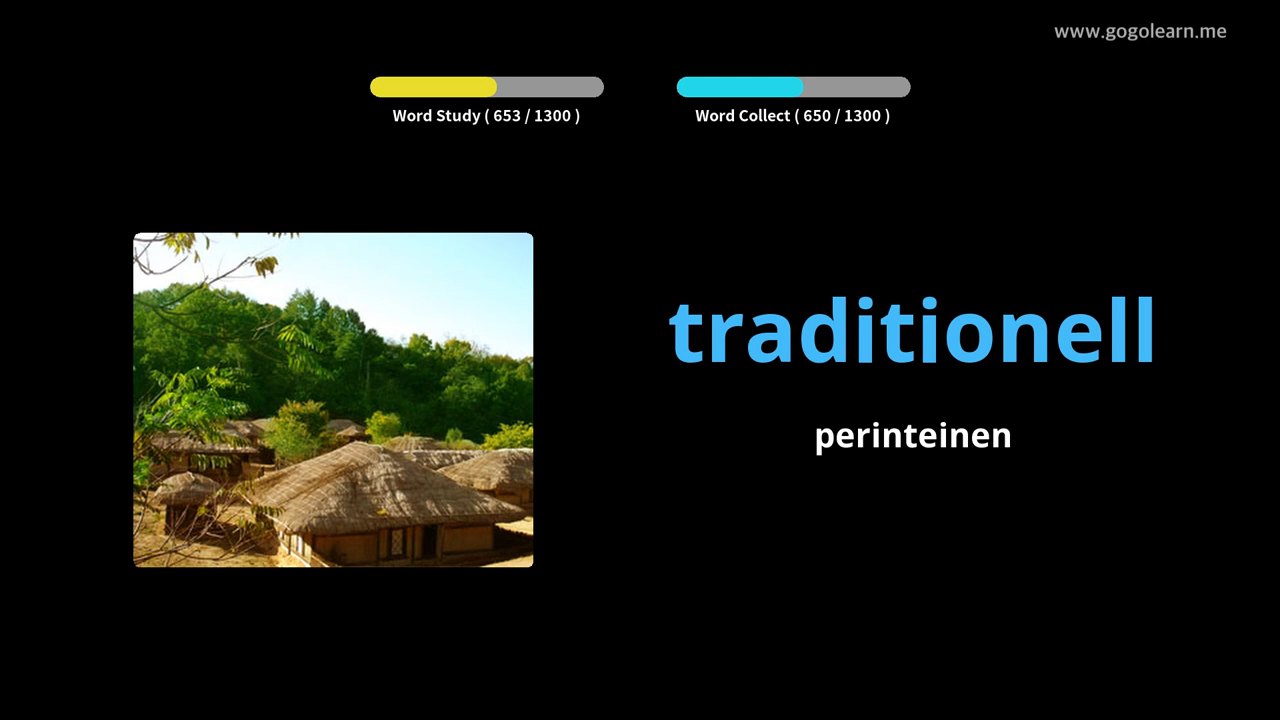 www.gogolearn.me
Word Study ( 653 / 1300 )
Word Collect ( 650 / 1300 )
traditionell
perinteinen